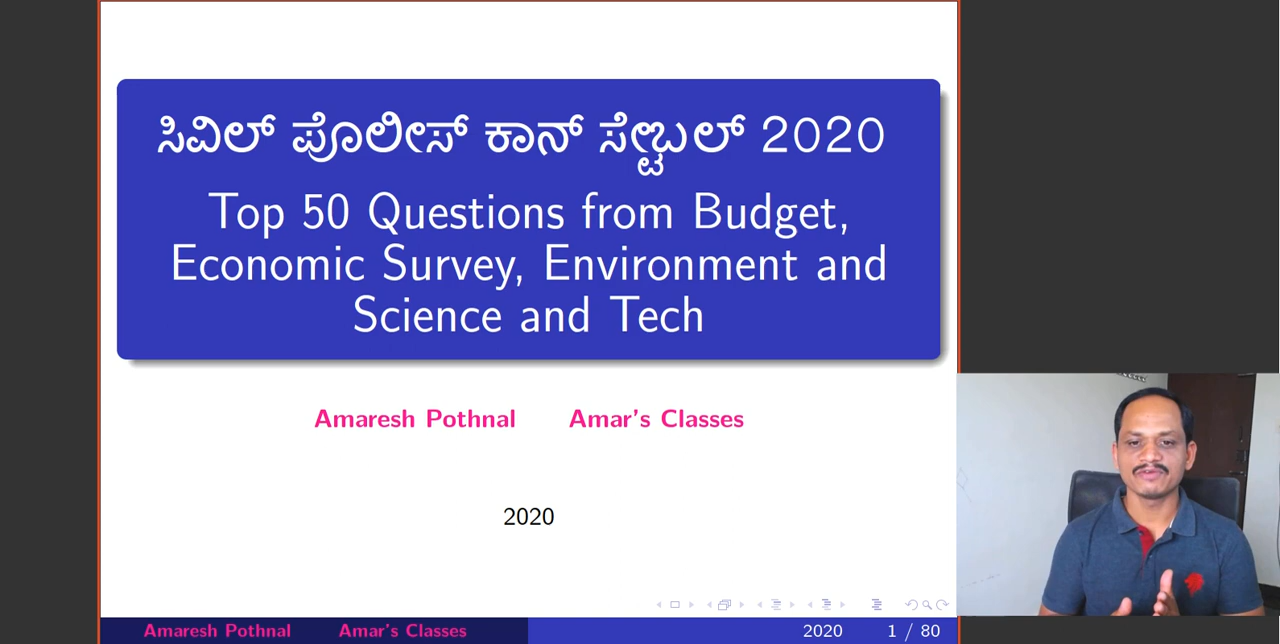 ಸಿವಿಲ್ ಪೊಲೀಸ್ ಕಾನ್ ಸ್ಟೇಬಲ್ 2020
Top 50 Questions from Budget,
Economic Survey, Environment and
Science and Tech
Amaresh Pothnal Amar's Classes
2020
Amaresh Pothnal Amar's Classes 2020 1 / 80